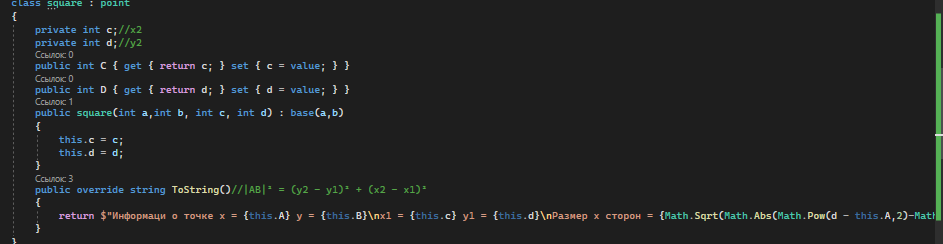 class square : point
{
private int c;//x2
private int d;//y2
Ссылок: 0
public int C { get { return c; } set { c = value; } }
Ссылок: 0
public int D { get { return d; } set { d = value; } }
Ссылок: 1
public square(int a,int b, int c, int d) : base(a,b)
{
this.c = c;
this.d = d;
}
Ссылок: 3
public override string ToString()//|AB|² = (y2 - y1)² + (x2 - x1)²
{
return $"Информаци о точке x = {this.A} y = {this.B}\nx1 = {this.c} y1 = {this.d}\nРазмер x сторон = {Math.Sqrt(Math.Abs(Math.Pow(d - this.A,2)-Mat
}
}